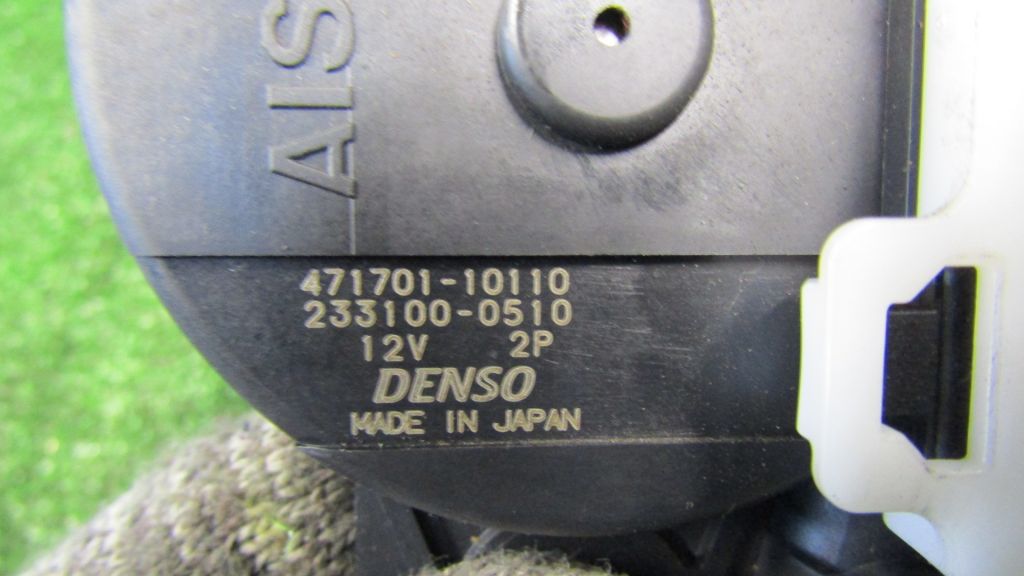 AIS
471701-10110
233100-0510
12V 2P
DENSO
MADE IN JAPAN